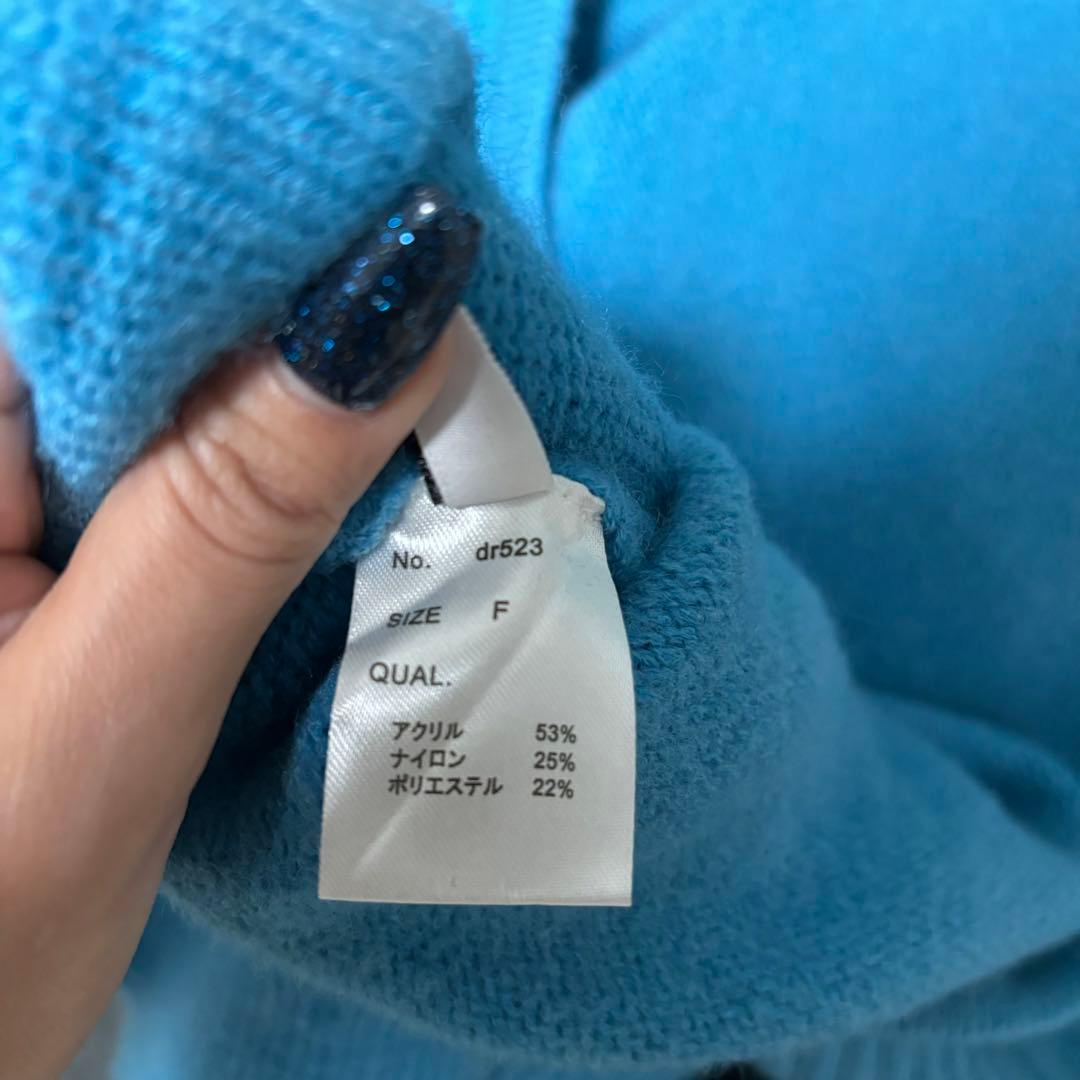 No. dr523
SIZE F
QUAL.
アクリル 53%
ナイロン 25%
ポリエステル 22%